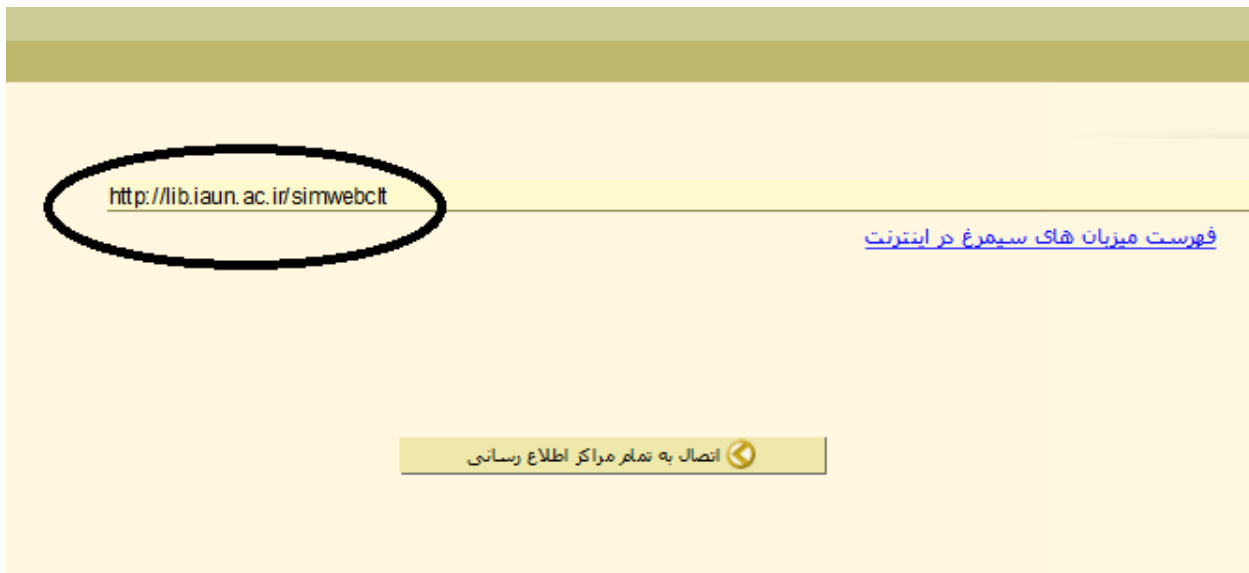 http://lib.iaun.ac.ir/simwebclt
فهرست میزبان های سیمرغ در اینترنت
اتصال به تمام مراکز اطلاع رسانی